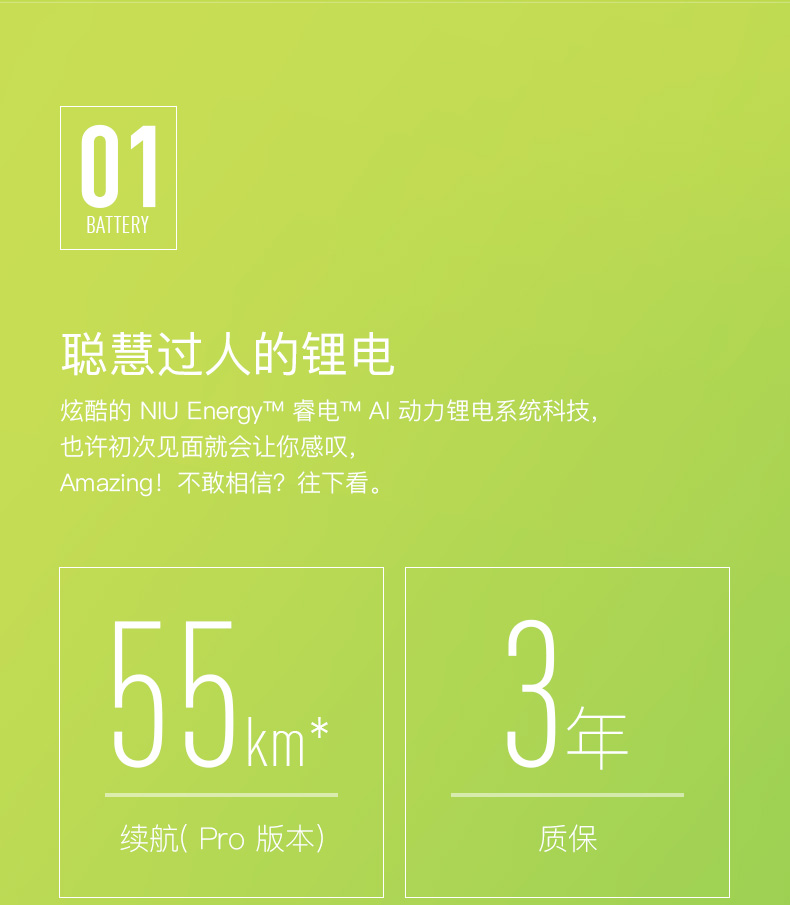 01
BATTERY
聪慧过人的锂电
炫酷的 NIU Energy™ 睿电™ AI 动力锂电系统科技,
也许初次见面就会让你感叹,
Amazing! 不敢相信? 往下看。
55km*
续航( Pro 版本)
3年
质保